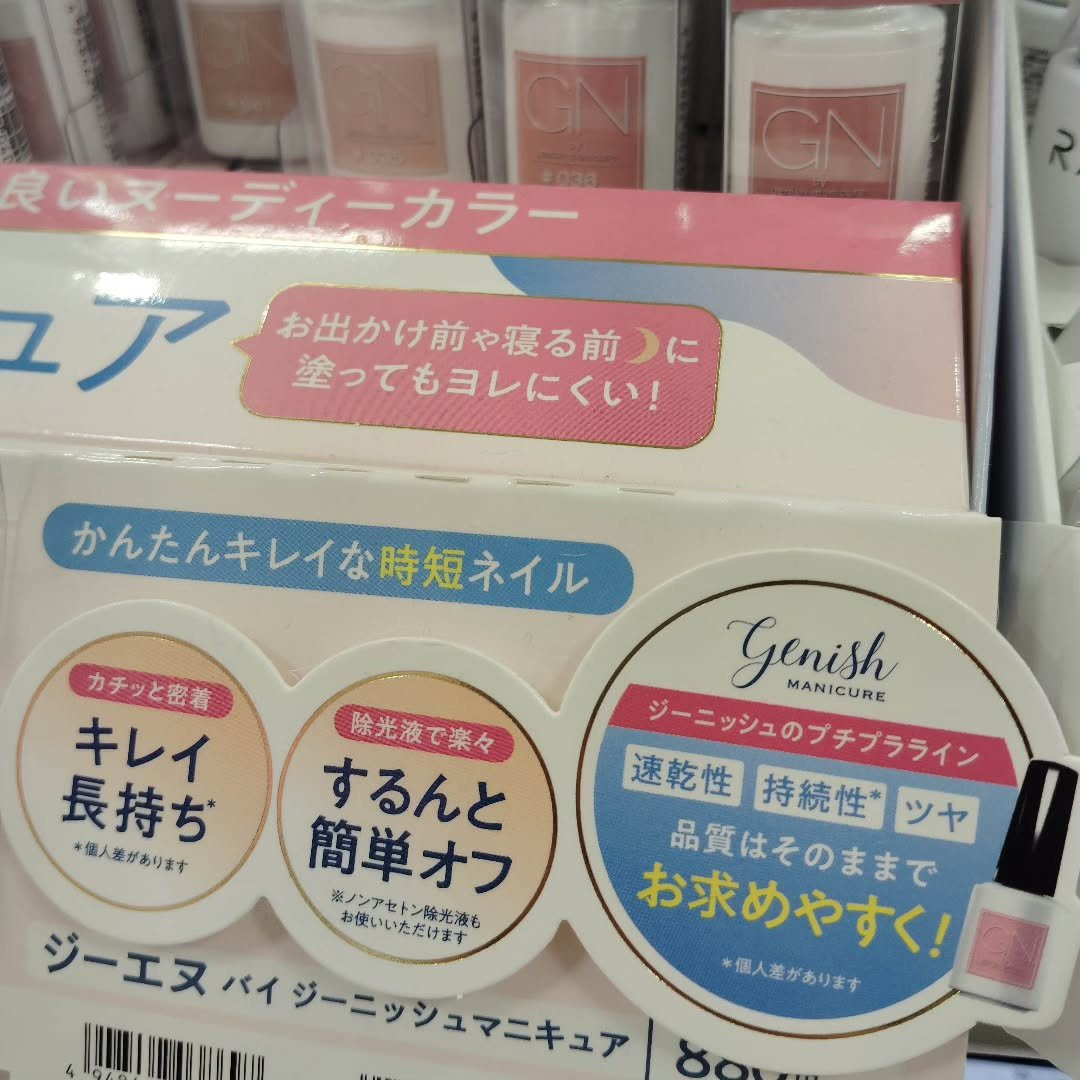 GN
GN
GN
#038
GN
良いヌーディーカラー
ュア
お出かけ前や寝る前に
塗ってもヨレにくい!
かんたんキレイな時短ネイル
カチッと密着
キレイ
長持ち*
*個人差があります
除光液で楽々
するんと
簡単オフ
※ノンアセトン除光液も
お使いいただけます
genish
MANICURE
ジーニッシュのプチプラライン
速乾性 持続性* ツヤ
品質はそのままで
お求めやすく!
*個人差があります
GN
ジーエヌ バイ ジーニッシュマニキュア